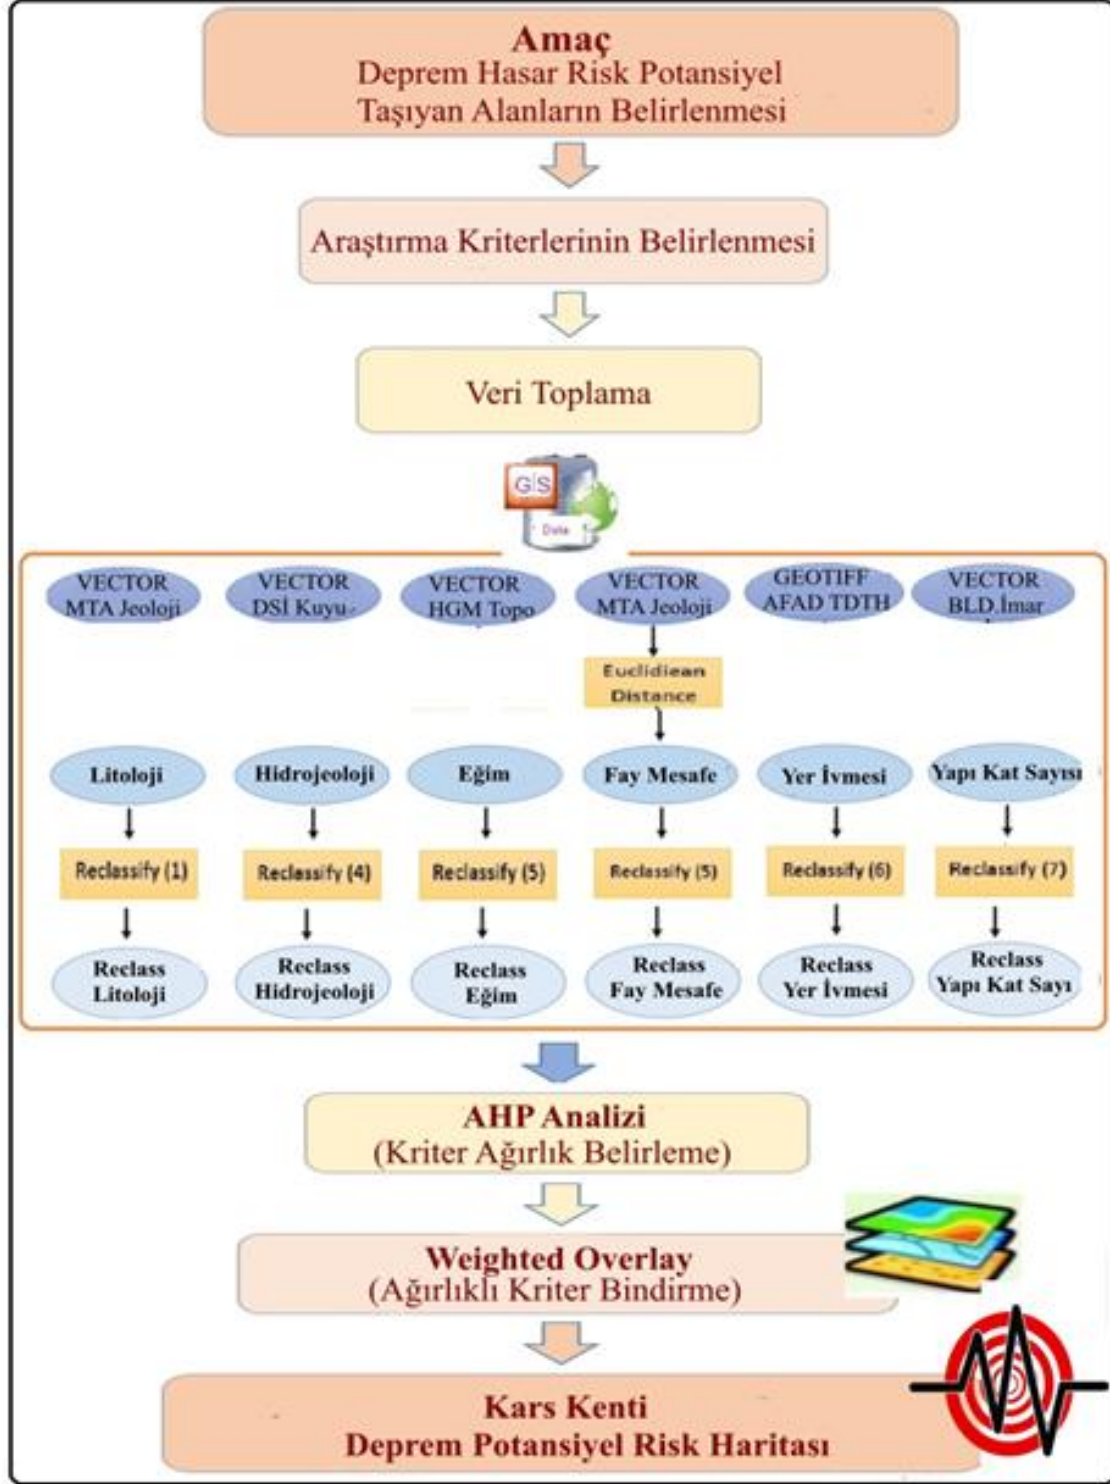 Amaç
Deprem Hasar Risk Potansiyel
Taşıyan Alanların Belirlenmesi
Araştırma Kriterlerinin Belirlenmesi
Veri Toplama
GIS
Data
VECTOR
MTA Jeoloji
VECTOR
DSİ Kuyu
VECTOR
HGM Topo
VECTOR
MTA Jeoloji
GEOTIFF
AFAD TDTH
VECTOR
BLD.İmar
Euclidiean
Distance
Litoloji
Hidrojeoloji
Eğim
Fay Mesafe
Yer İvmesi
Yapı Kat Sayısı
Reclassify (1)
Reclassify (4)
Reclassify (5)
Reclassify (5)
Reclassify (6)
Reclassify (7)
Reclass
Litoloji
Reclass
Hidrojeoloji
Reclass
Eğim
Reclass
Fay Mesafe
Reclass
Yer İvmesi
Reclass
Yapı Kat Sayı
AHP Analizi
(Kriter Ağırlık Belirleme)
Weighted Overlay
(Ağırlıklı Kriter Bindirme)
Kars Kenti
Deprem Potansiyel Risk Haritası